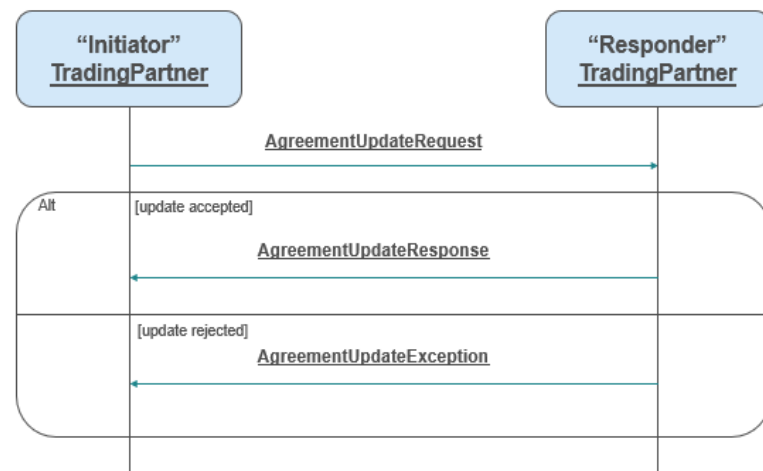 “Initiator”
TradingPartner
“Responder”
TradingPartner
AgreementUpdateRequest
Alt
[update accepted]
AgreementUpdateResponse
[update rejected]
AgreementUpdateException